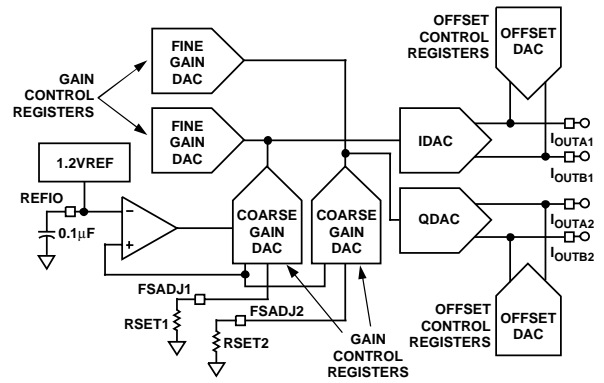 OFFSET
CONTROL
REGISTERS
OFFSET
DAC
FINE
GAIN
DAC
GAIN
CONTROL
REGISTERS
FINE
GAIN
DAC
IDAC
IOUTA1
IOUTB1
1.2VREF
REFIO
0.1µF
−
+
COARSE
GAIN
DAC
COARSE
GAIN
DAC
QDAC
IOUTA2
IOUTB2
FSADJ1
RSET1
FSADJ2
RSET2
GAIN
CONTROL
REGISTERS
OFFSET
CONTROL
REGISTERS
OFFSET
DAC